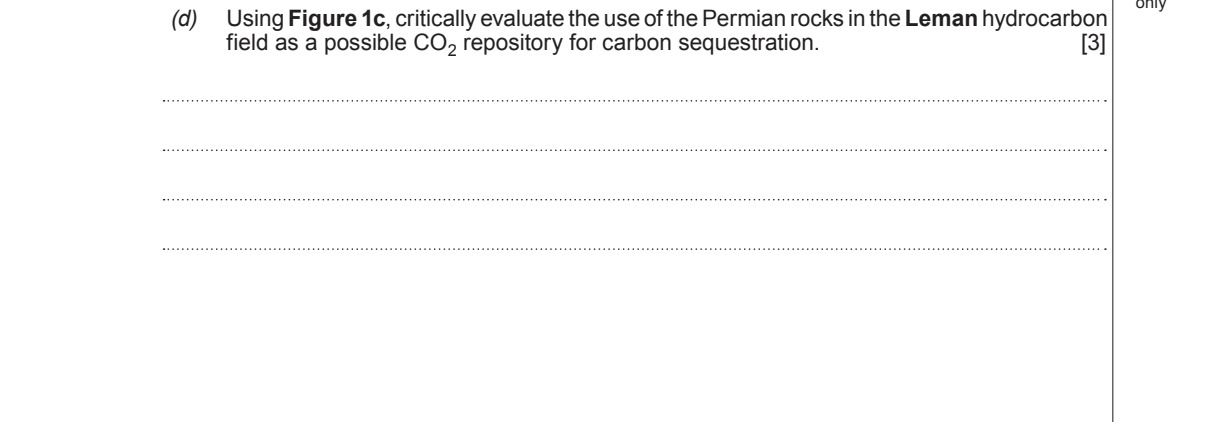 only
(d) Using Figure 1c, critically evaluate the use of the Permian rocks in the Leman hydrocarbon
field as a possible CO₂ repository for carbon sequestration. [3]